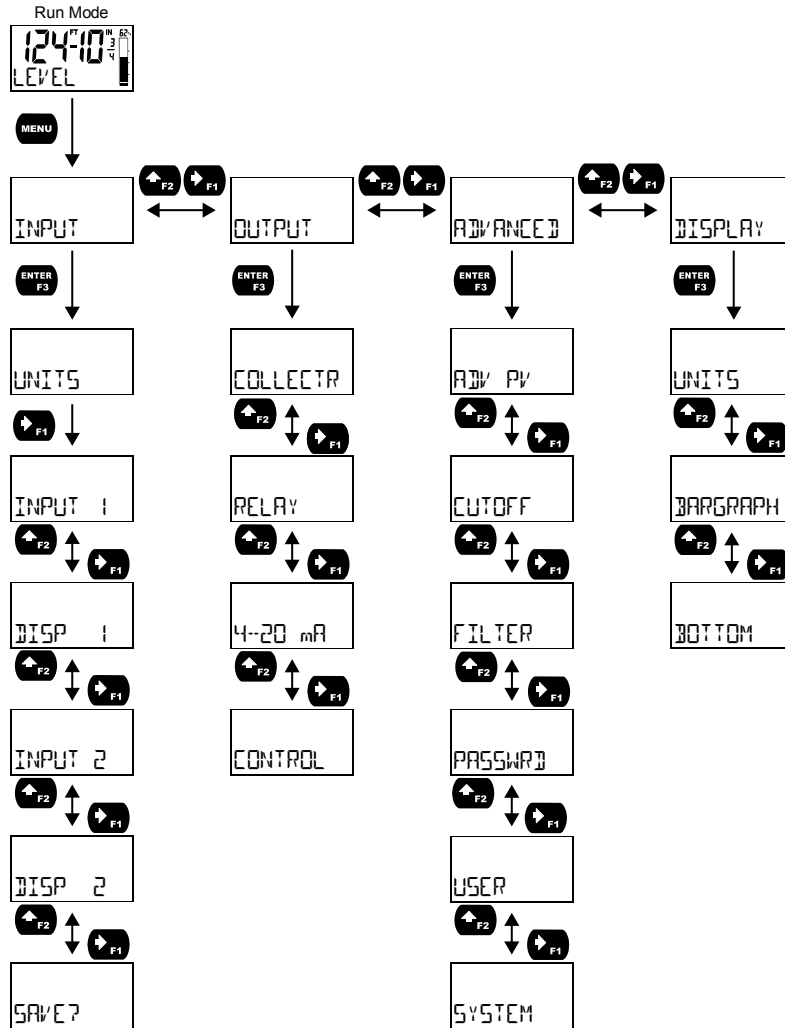 Run Mode
124 FT 10 IN 3/4 62%
LEVEL
MENU
F2 F1 F2 F1 F2 F1
INPUT OUTPUT ADVANCED DISPLAY
ENTER F3 ENTER F3 ENTER F3 ENTER F3
UNITS COLLECTR ADV PV UNITS
F1 F2 F1 F2 F1 F2 F1
INPUT 1 RELAY CUTOFF BARGRAPH
F2 F1 F2 F1 F2 F1 F2 F1
DISP 1 4--20 mA FILTER BOTTOM
F2 F1 F2 F1 F2 F1
INPUT 2 CONTROL PASSWRD
F2 F1 F2 F1
DISP 2 USER
F2 F1 F2 F1
SAVE? SYSTEM